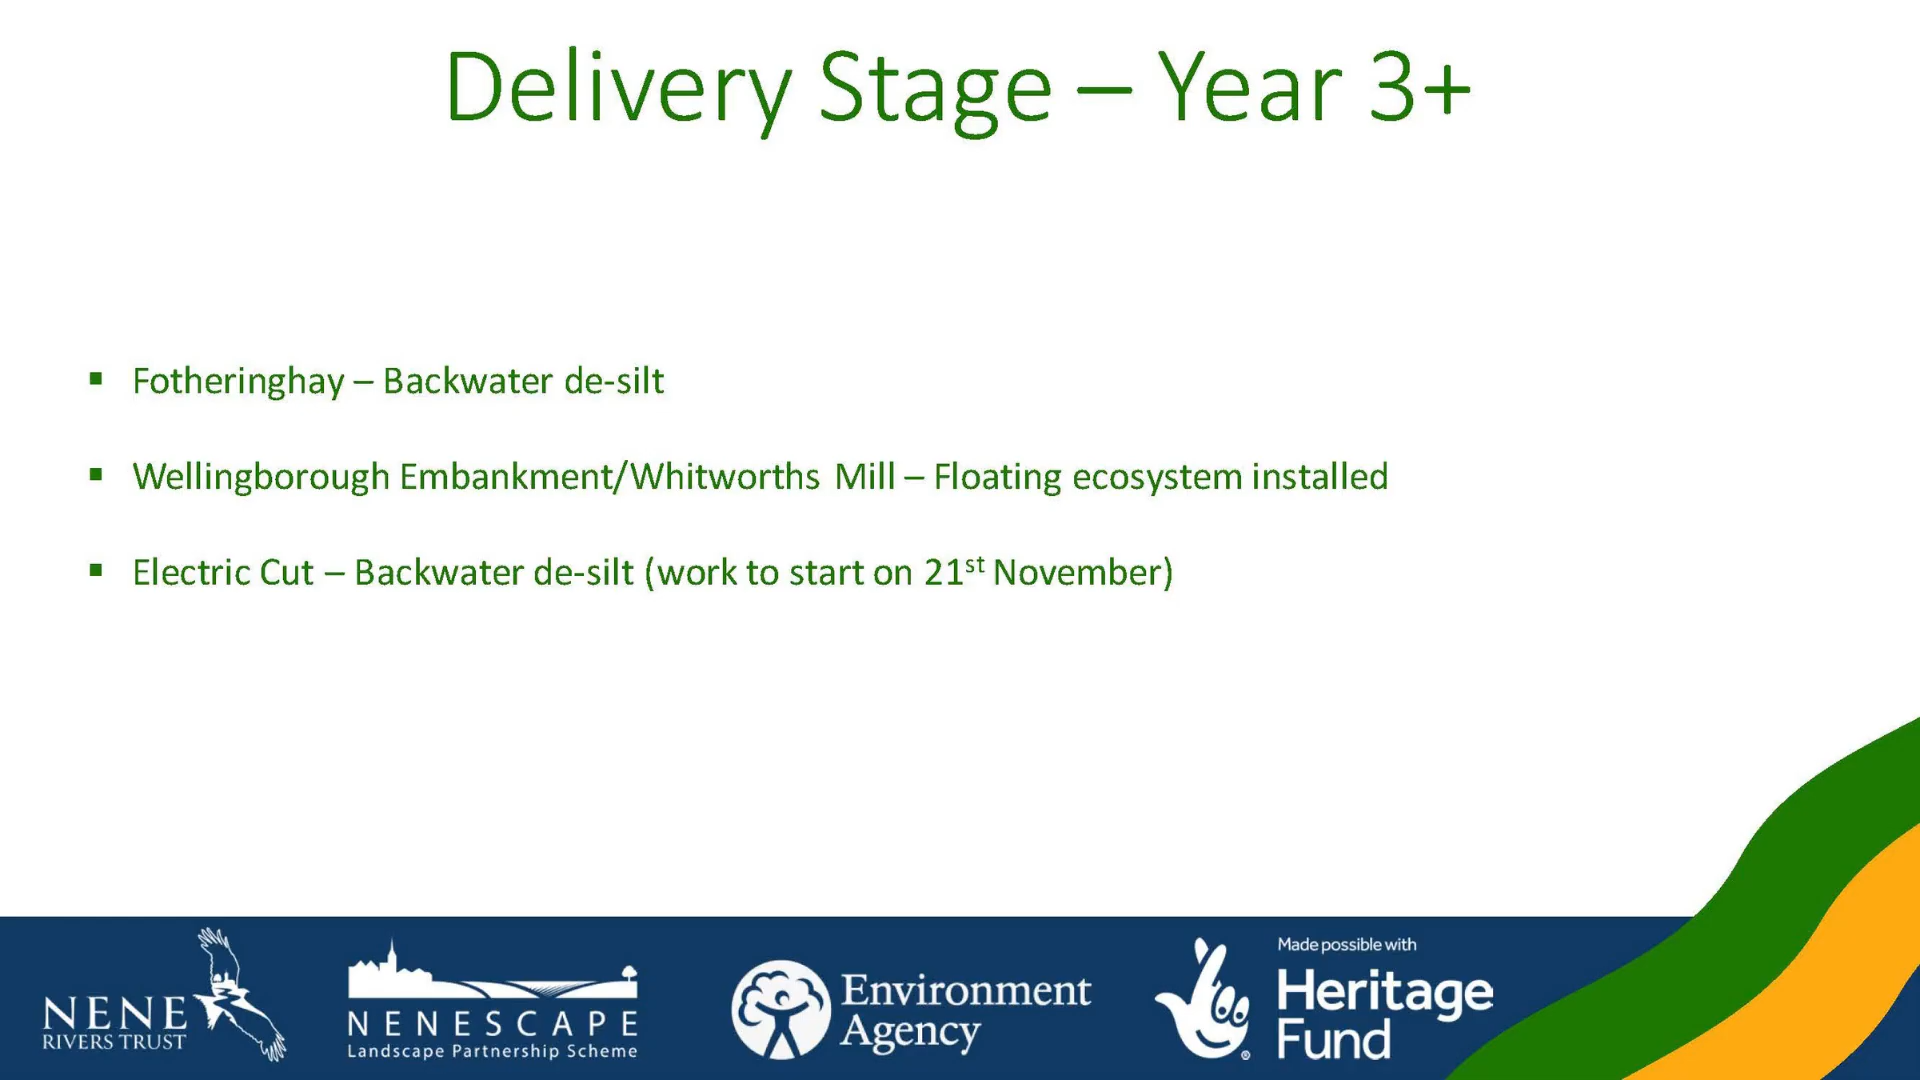 Delivery Stage – Year 3+
▪ Fotheringhay – Backwater de-silt
▪ Wellingborough Embankment/Whitworths Mill – Floating ecosystem installed
▪ Electric Cut – Backwater de-silt (work to start on 21st November)
NENE
RIVERS TRUST
NENESCAPE
Landscape Partnership Scheme
Environment
Agency
Made possible with
Heritage
Fund